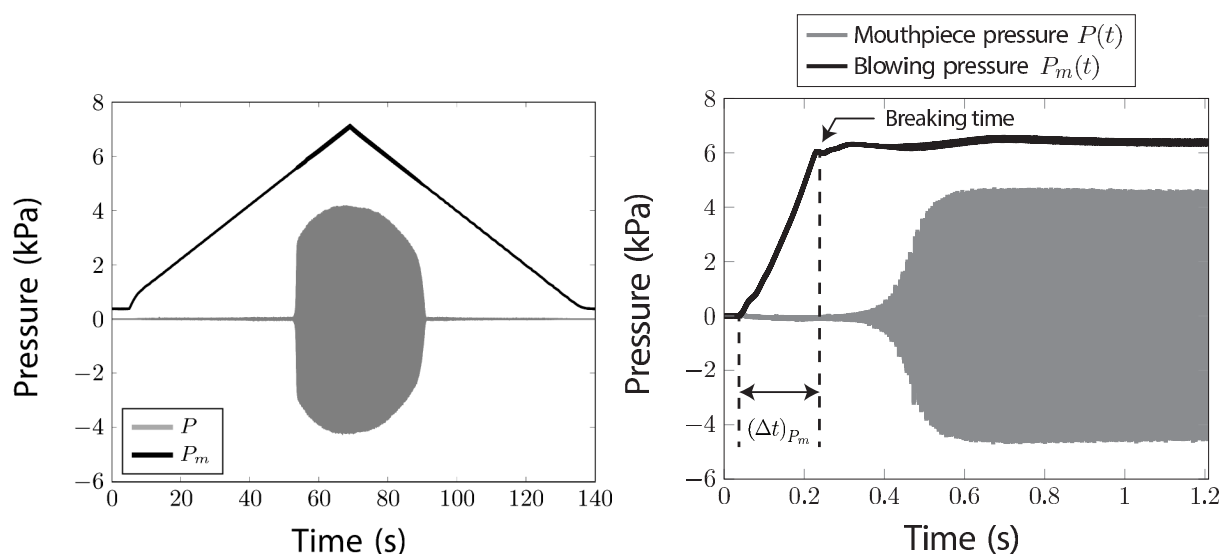 8
6
4
2
0
−2
−4
−6
0 20 40 60 80 100 120 140
Pressure (kPa)
Time (s)
P
P_m
Mouthpiece pressure P(t)
Blowing pressure P_m(t)
8
6
4
2
0
−2
−4
−6
0 0.2 0.4 0.6 0.8 1 1.2
Pressure (kPa)
Time (s)
Breaking time
(Δt)_{P_m}